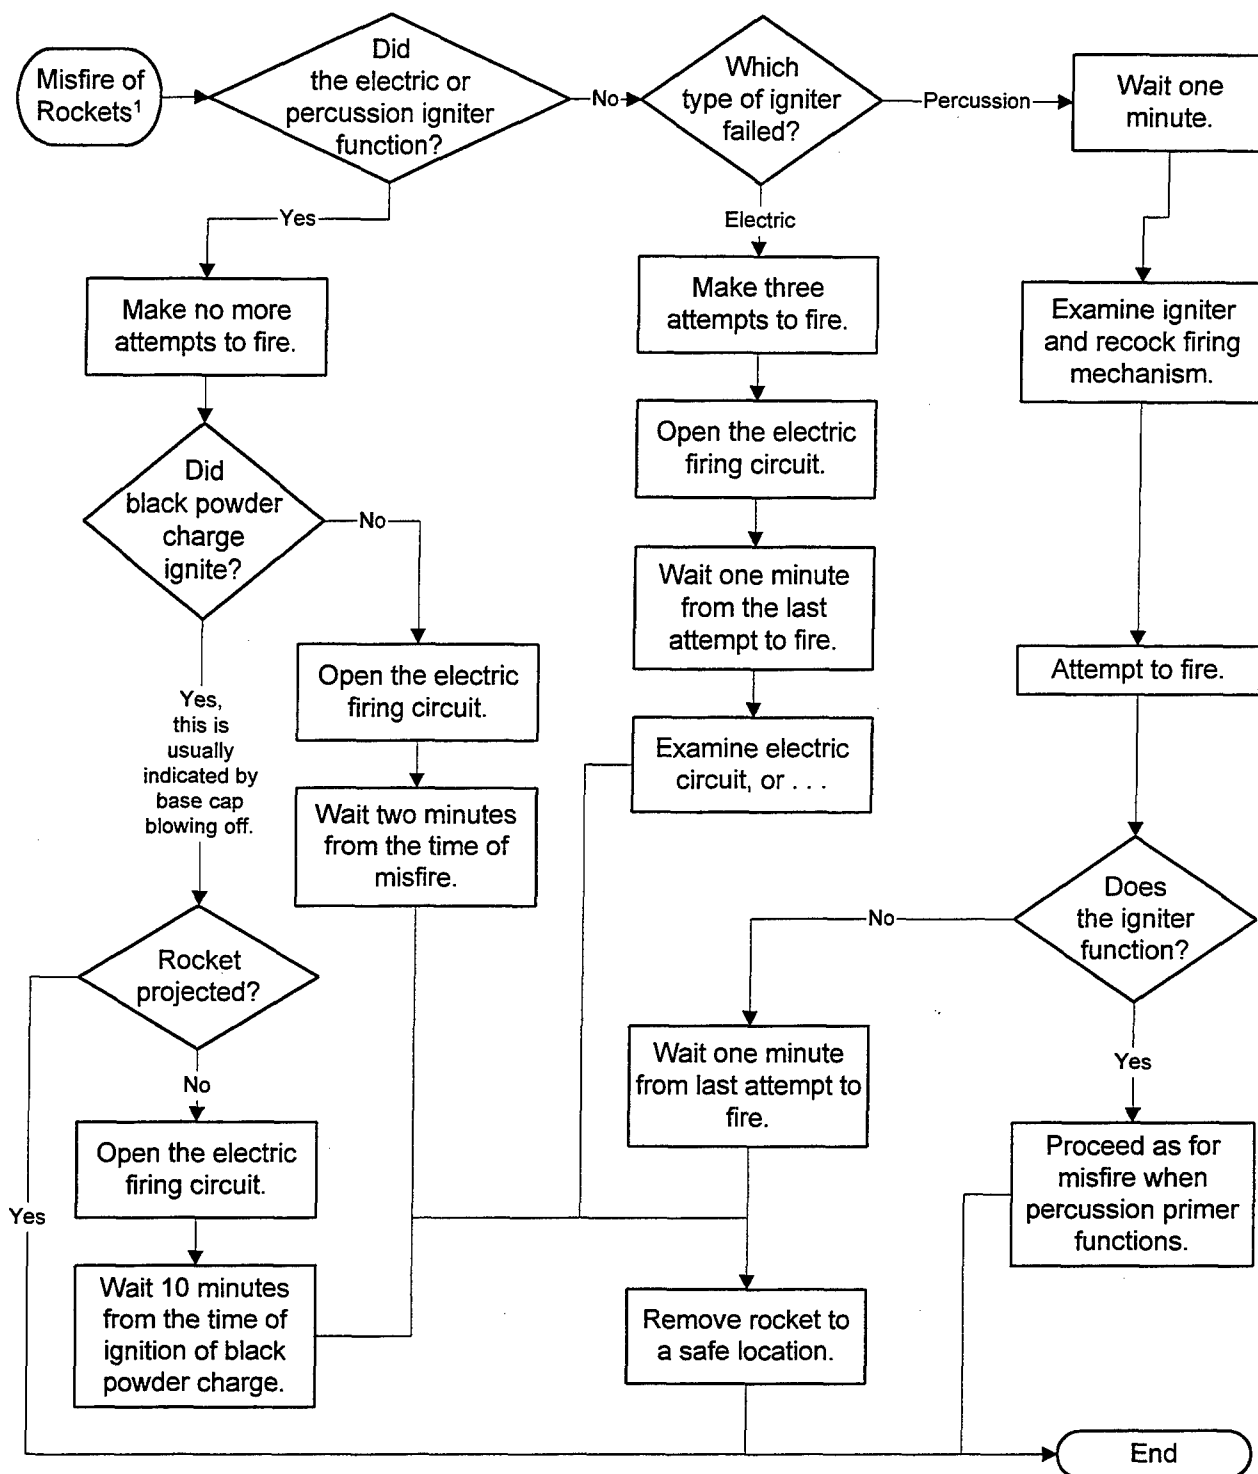 Misfire of
Rockets¹
Did
the electric or
percussion igniter
function?
No
Which
type of igniter
failed?
Percussion
Wait one
minute.
Yes
Electric
Make no more
attempts to fire.
Make three
attempts to fire.
Examine igniter
and recock firing
mechanism.
Open the electric
firing circuit.
Did
black powder
charge
ignite?
No
Wait one minute
from the last
attempt to fire.
Open the electric
firing circuit.
Attempt to fire.
Yes,
this is
usually
indicated by
base cap
blowing off.
Examine electric
circuit, or . . .
Wait two minutes
from the time of
misfire.
Does
the igniter
function?
No
Rocket
projected?
Wait one minute
from last attempt to
fire.
Yes
No
Open the electric
firing circuit.
Proceed as for
misfire when
percussion primer
functions.
Yes
Wait 10 minutes
from the time of
ignition of black
powder charge.
Remove rocket to
a safe location.
End